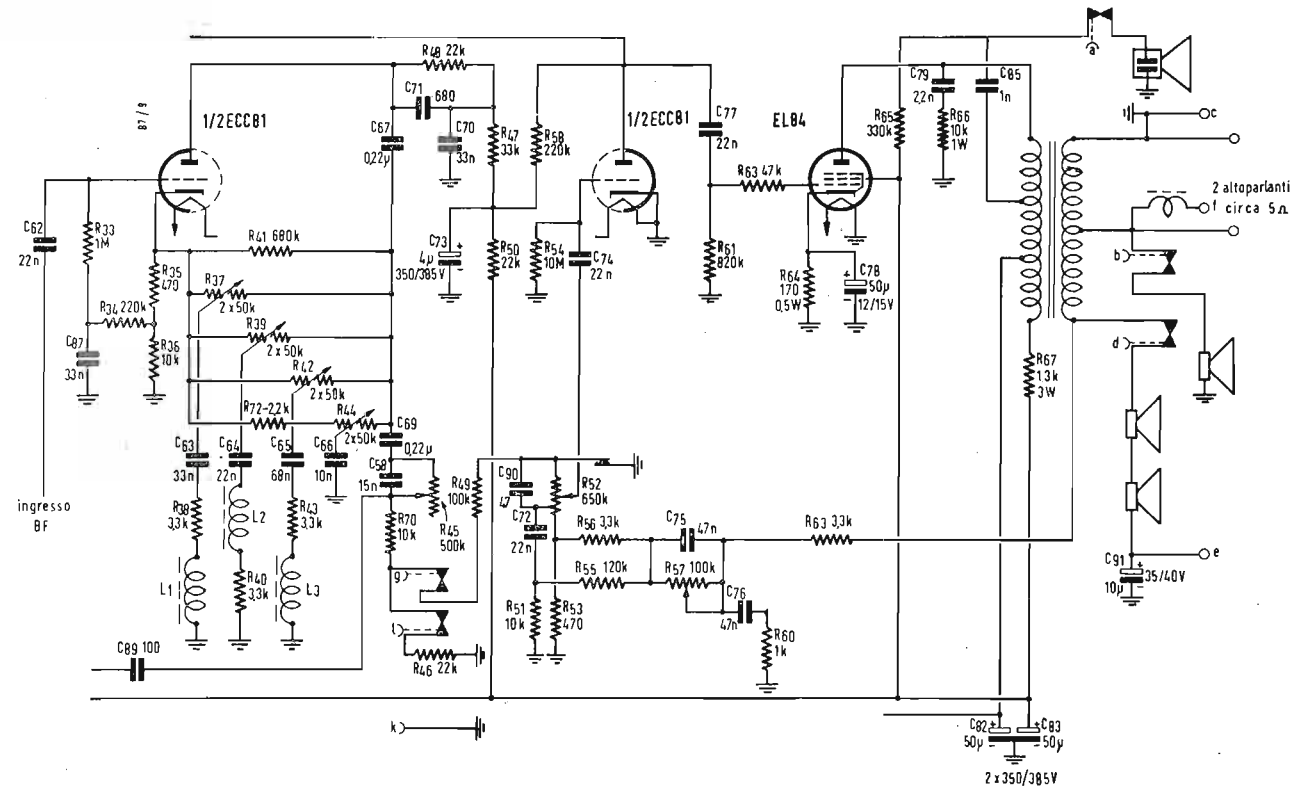 a
R48 22k
C71
680
C79
2,2n
C85
1n
87/9
1/2ECC81
C67
0,22µ
C70
33n
R47
33k
R58
220k
1/2ECC81
C77
22n
EL84
R65
330k
R66
10k
1W
c
R63 47k
2 altoparlanti
f circa 5Ω
C62
22n
R33
1M
R41 680k
C73
4µ
350/385V
R50
22k
R54
10M
C74
22n
R61
820k
R64
170
0,5W
C78
50µ
12/15V
b
R35
470
R37
2x50k
R34 220k
R39
2x50k
C87
33n
R36
10k
R42
2x50k
d
R67
1,3k
3W
R72-2,2k
R44
2x50k
C69
0,22µ
C63
33n
C64
22n
C65
68n
C66
10n
C58
15n
R49
100k
C90
47
R52
650k
ingresso
BF
R38
3,3k
L2
R43
3,3k
R70
10k
R45
500k
C72
22n
R56 3,3k
C75
47n
R63 3,3k
L1
R40
3,3k
L3
g
R55 120k
R57 100k
C91
35/40V
10µ
e
R51
10k
R53
470
C76
47n
R60
1k
l
C89 100
R46 22k
k
C82
50µ
C83
50µ
2x350/385V